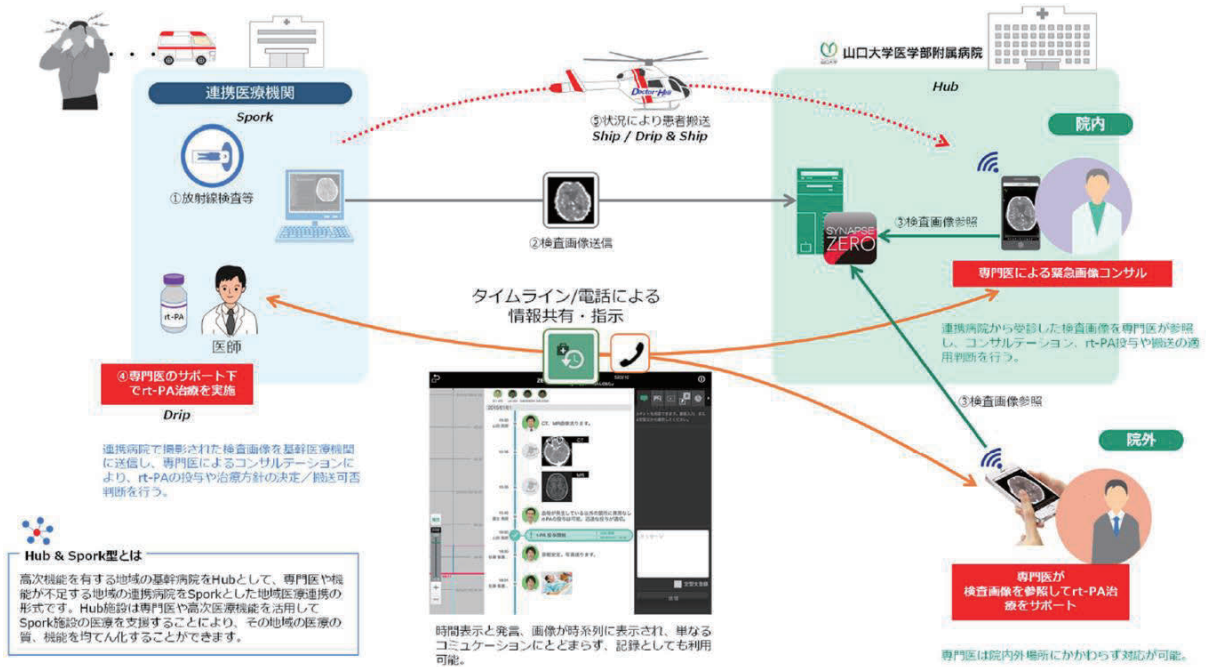 山口大学医学部附属病院
Hub
連携医療機関
Spork
①放射線検査等
Doctor-Heli
⑤状況により患者搬送
Ship / Drip & Ship
②検査画像送信
院内
③検査画像参照
SYNAPSE
ZERO
専門医による緊急画像コンサル
連携病院から受診した検査画像を専門医が参照
し、コンサルテーション、rt-PA投与や搬送の適
用判断を行う。
タイムライン/電話による
情報共有・指示
rt-PA
医師
④専門医のサポート下
でrt-PA治療を実施
Drip
連携病院で撮影された検査画像を基幹医療機関
に送信し、専門医によるコンサルテーションにより、rt-PAの投与や治療方針の決定／搬送可否
判断を行う。
③検査画像参照
院外
専門医が
検査画像を参照してrt-PA治
療をサポート
専門医は院内外場所にかかわらず対応が可能。
CT、MR画像送ります。
CT
MR
メッセージ
時間表示と発言、画像が時系列に表示され、単なる
コミュケーションにとどまらず、記録としても利用
可能。
Hub & Spork型とは
高次機能を有する地域の基幹病院をHubとして、専門医や機
能が不足する地域の連携病院をSporkとした地域医療連携の
形式です。Hub施設は専門医や高次医療機能を活用して
Spork施設の医療を支援することにより、その地域の医療の
質、機能を均てん化することができます。